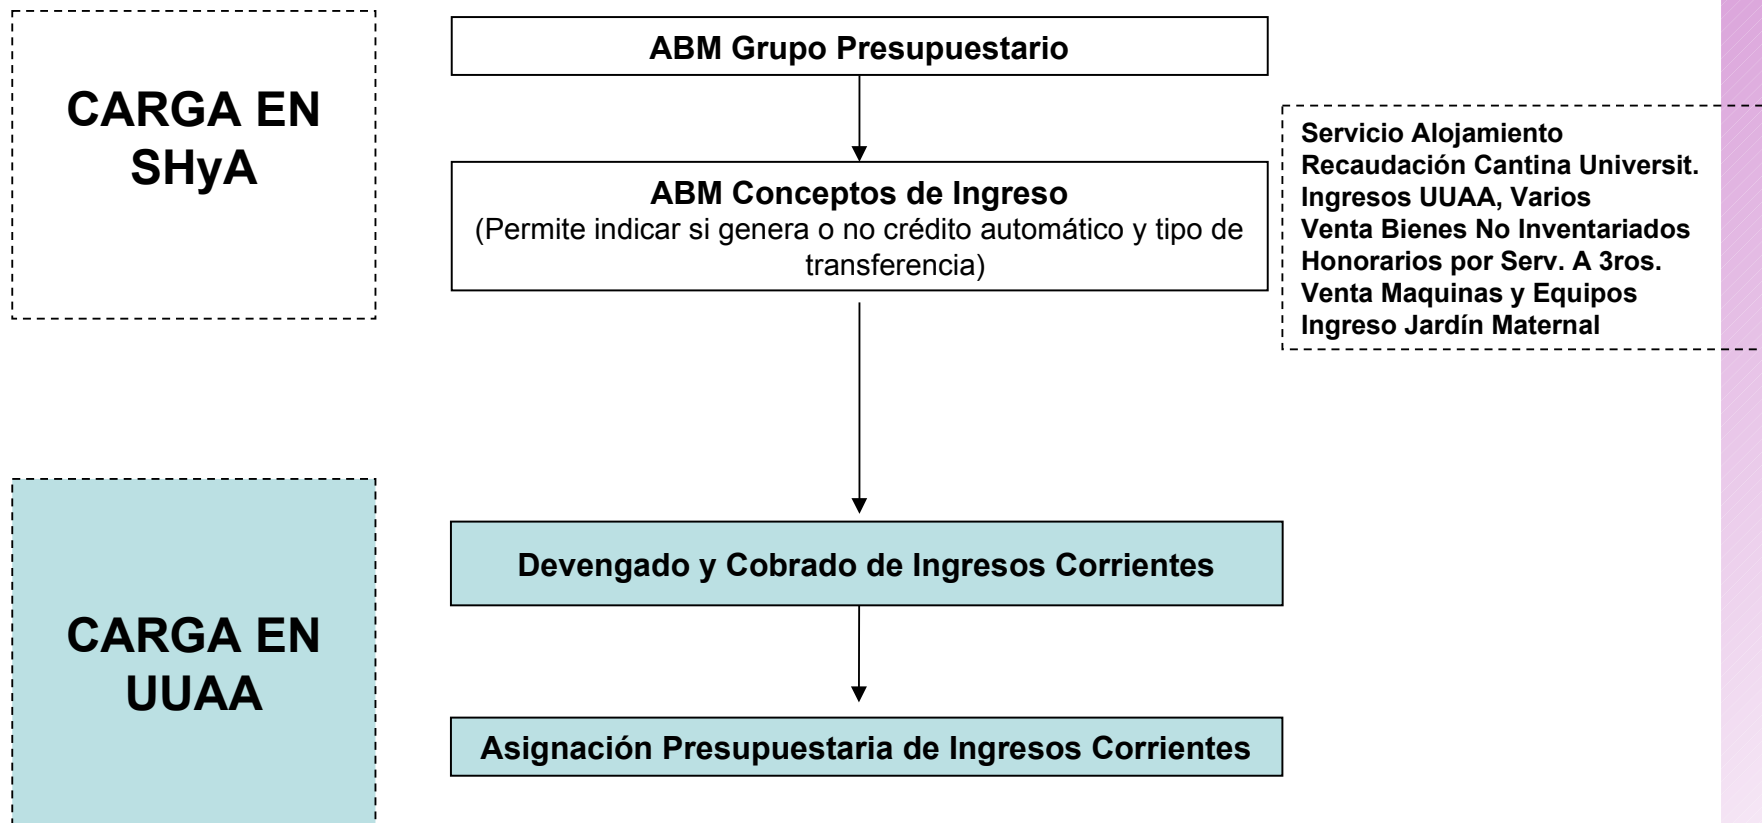 CARGA EN
SHyA
ABM Grupo Presupuestario
ABM Conceptos de Ingreso
(Permite indicar si genera o no crédito automático y tipo de
transferencia)
Servicio Alojamiento
Recaudación Cantina Universit.
Ingresos UUAA, Varios
Venta Bienes No Inventariados
Honorarios por Serv. A 3ros.
Venta Maquinas y Equipos
Ingreso Jardín Maternal
CARGA EN
UUAA
Devengado y Cobrado de Ingresos Corrientes
Asignación Presupuestaria de Ingresos Corrientes